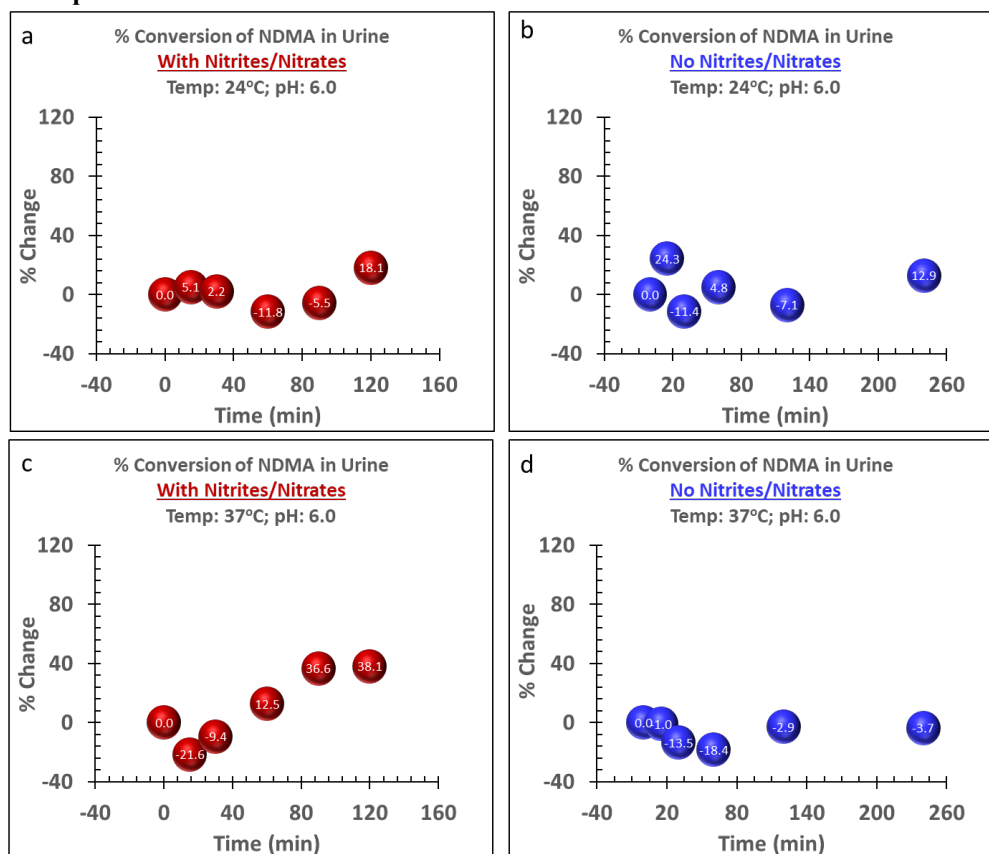 a
% Conversion of NDMA in Urine
With Nitrites/Nitrates
Temp: 24°C; pH: 6.0
% Change
120
80
40
0
-40
0.0
5.1
2.2
-11.8
-5.5
18.1
-40 0 40 80 120 160
Time (min)
b
% Conversion of NDMA in Urine
No Nitrites/Nitrates
Temp: 24°C; pH: 6.0
% Change
120
80
40
0
-40
0.0
24.3
-11.4
4.8
-7.1
12.9
-40 20 80 140 200 260
Time (min)
c
% Conversion of NDMA in Urine
With Nitrites/Nitrates
Temp: 37°C; pH: 6.0
% Change
120
80
40
0
-40
0.0
-21.6
-9.4
12.5
36.6
38.1
-40 0 40 80 120 160
Time (min)
d
% Conversion of NDMA in Urine
No Nitrites/Nitrates
Temp: 37°C; pH: 6.0
% Change
120
80
40
0
-40
0.0
-1.0
-13.5
-18.4
-2.9
-3.7
-40 20 80 140 200 260
Time (min)